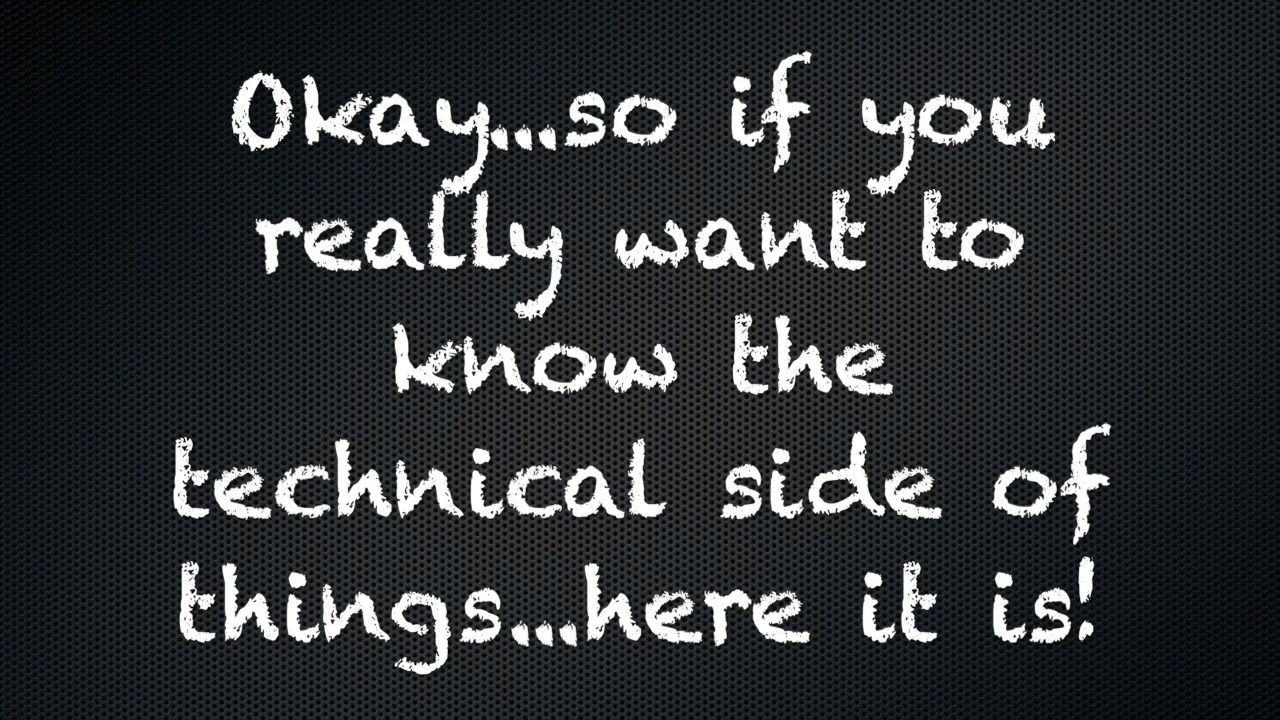 Okay...so if you
really want to
know the
technical side of
things...here it is!